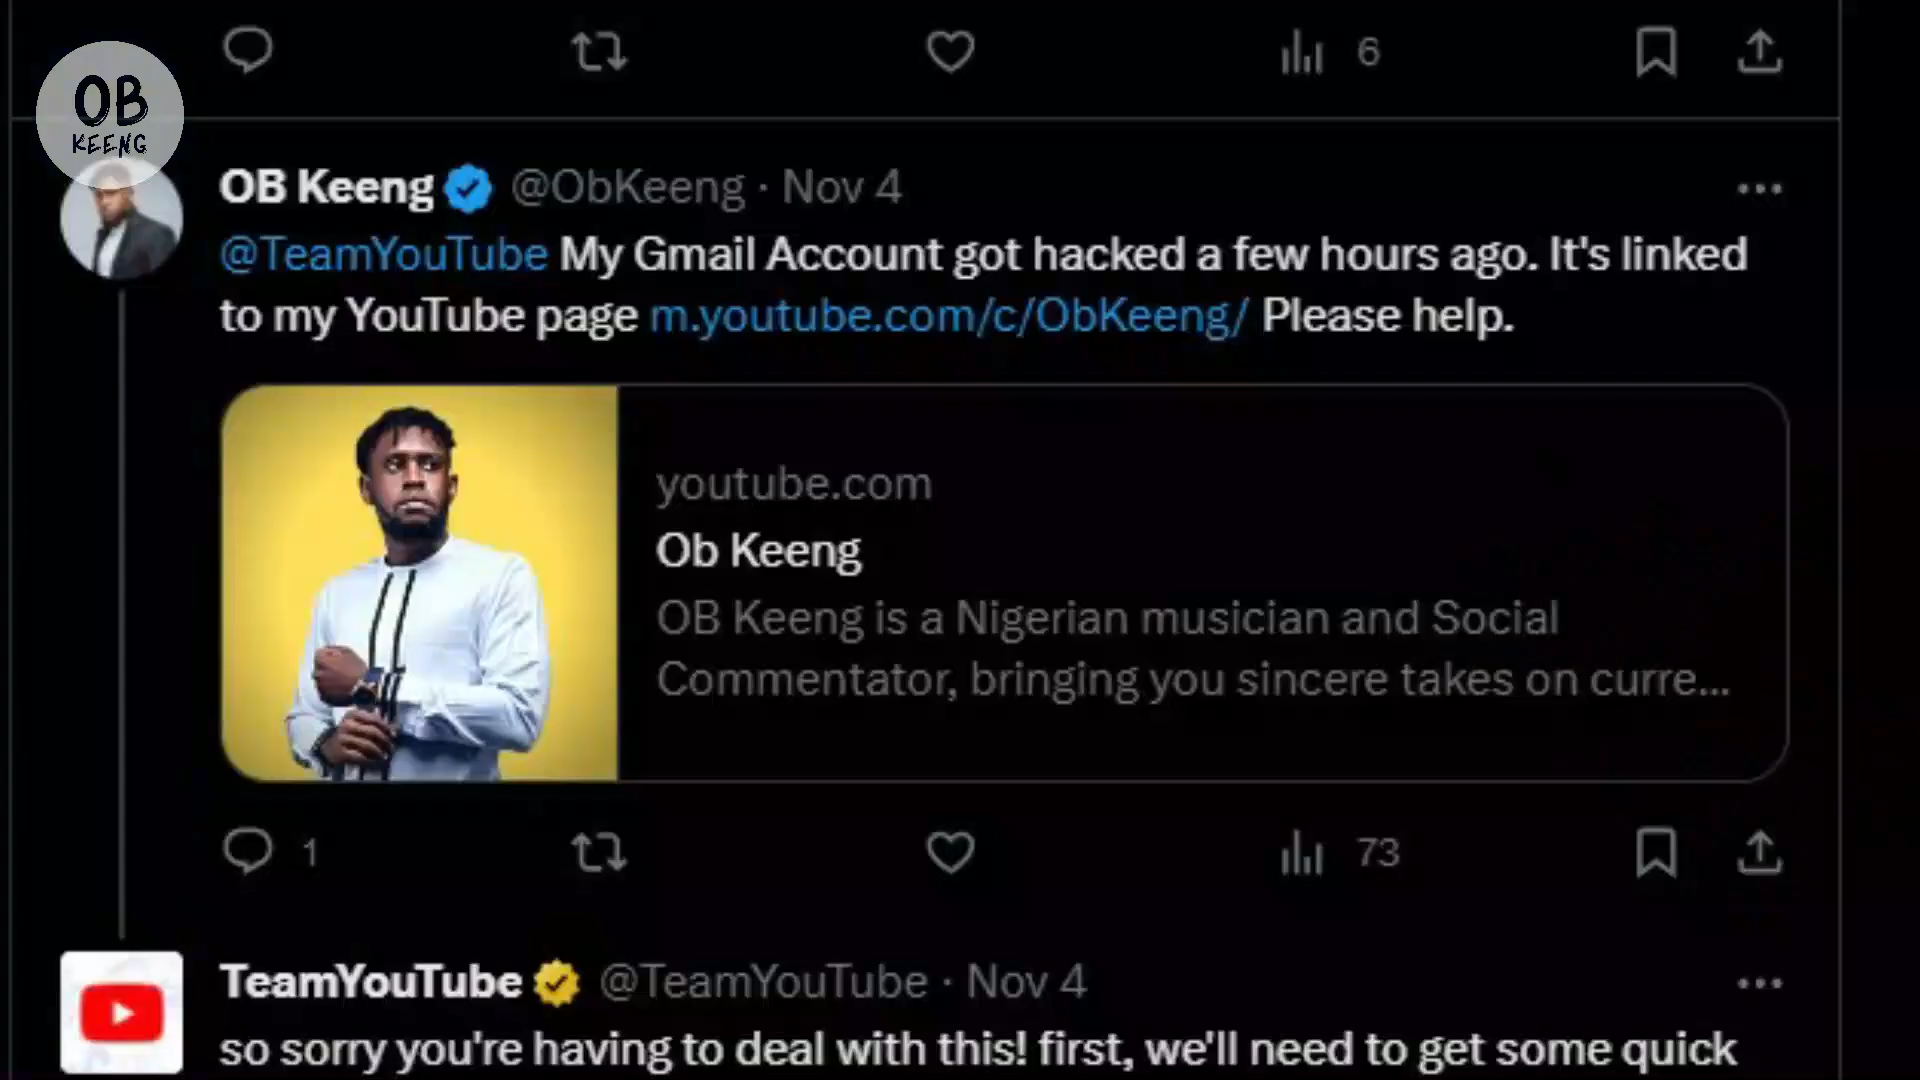 6
OB
KEENG
OB Keeng @ObKeeng · Nov 4
@TeamYouTube My Gmail Account got hacked a few hours ago. It's linked
to my YouTube page m.youtube.com/c/ObKeeng/ Please help.
youtube.com
Ob Keeng
OB Keeng is a Nigerian musician and Social
Commentator, bringing you sincere takes on curre...
1 73
TeamYouTube @TeamYouTube · Nov 4
so sorry you're having to deal with this! first, we'll need to get some quick